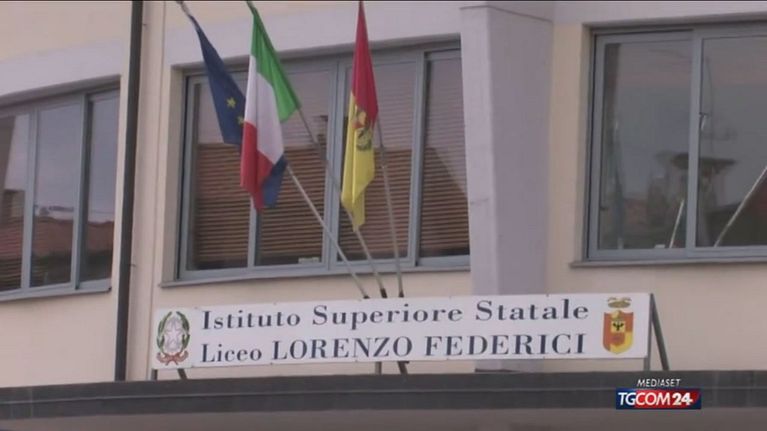 Istituto Superiore Statale
Liceo LORENZO FEDERICI
MEDIASET
TGCOM24